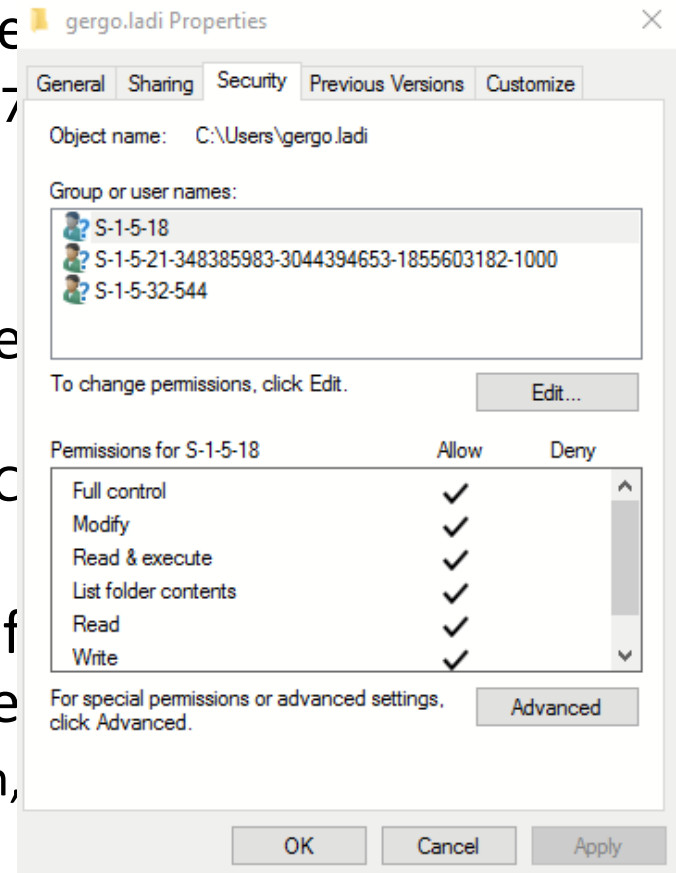 gergo.ladi Properties
General Sharing Security Previous Versions Customize
Object name: C:\Users\gergo.ladi
Group or user names:
S-1-5-18
S-1-5-21-348385983-3044394653-1855603182-1000
S-1-5-32-544
To change permissions, click Edit.
Edit...
Permissions for S-1-5-18 Allow Deny
Full control
Modify
Read & execute
List folder contents
Read
Write
For special permissions or advanced settings,
click Advanced.
Advanced
OK Cancel Apply